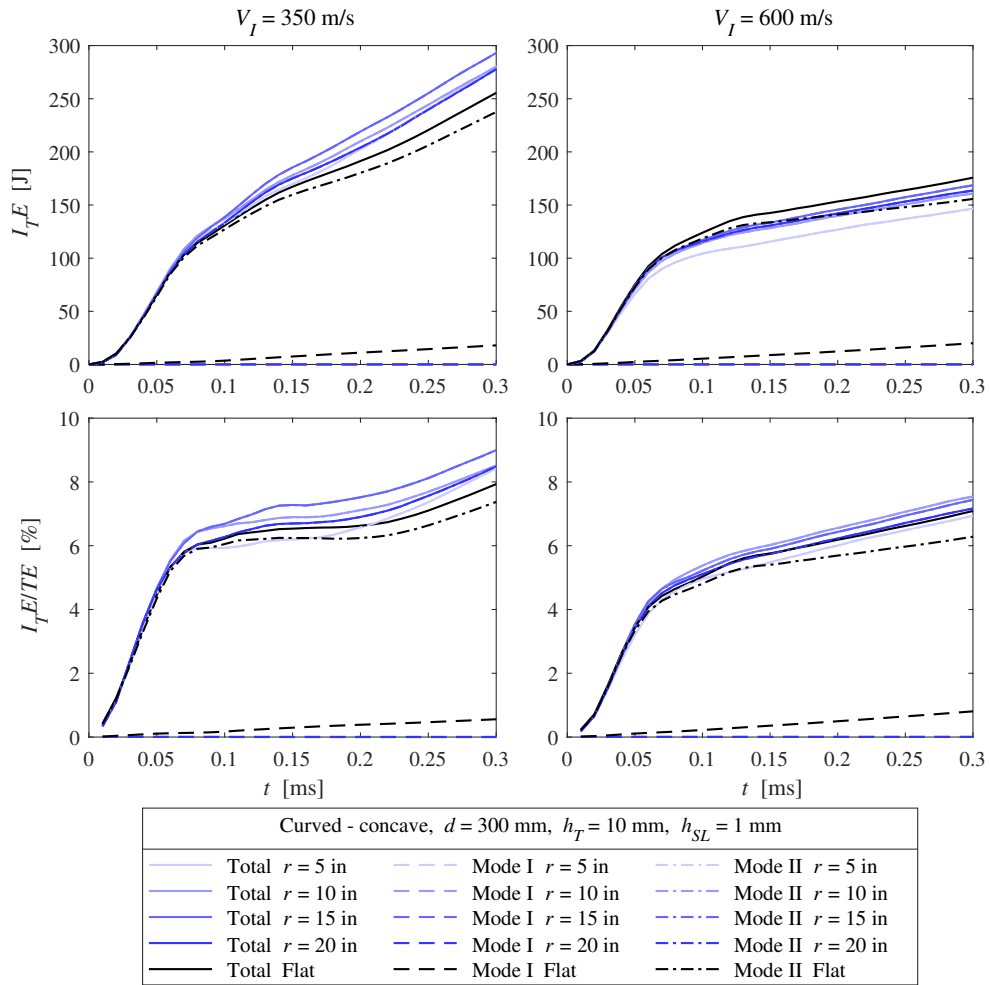 V_I = 350 m/s
V_I = 600 m/s
I_T E [J]
300
250
200
150
100
50
0
0 0.05 0.1 0.15 0.2 0.25 0.3
300
250
200
150
100
50
0
0 0.05 0.1 0.15 0.2 0.25 0.3
I_T E/TE [%]
10
8
6
4
2
0
0 0.05 0.1 0.15 0.2 0.25 0.3
t [ms]
10
8
6
4
2
0
0 0.05 0.1 0.15 0.2 0.25 0.3
t [ms]
Curved - concave, d = 300 mm, h_T = 10 mm, h_SL = 1 mm
Total r = 5 in Mode I r = 5 in Mode II r = 5 in
Total r = 10 in Mode I r = 10 in Mode II r = 10 in
Total r = 15 in Mode I r = 15 in Mode II r = 15 in
Total r = 20 in Mode I r = 20 in Mode II r = 20 in
Total Flat Mode I Flat Mode II Flat